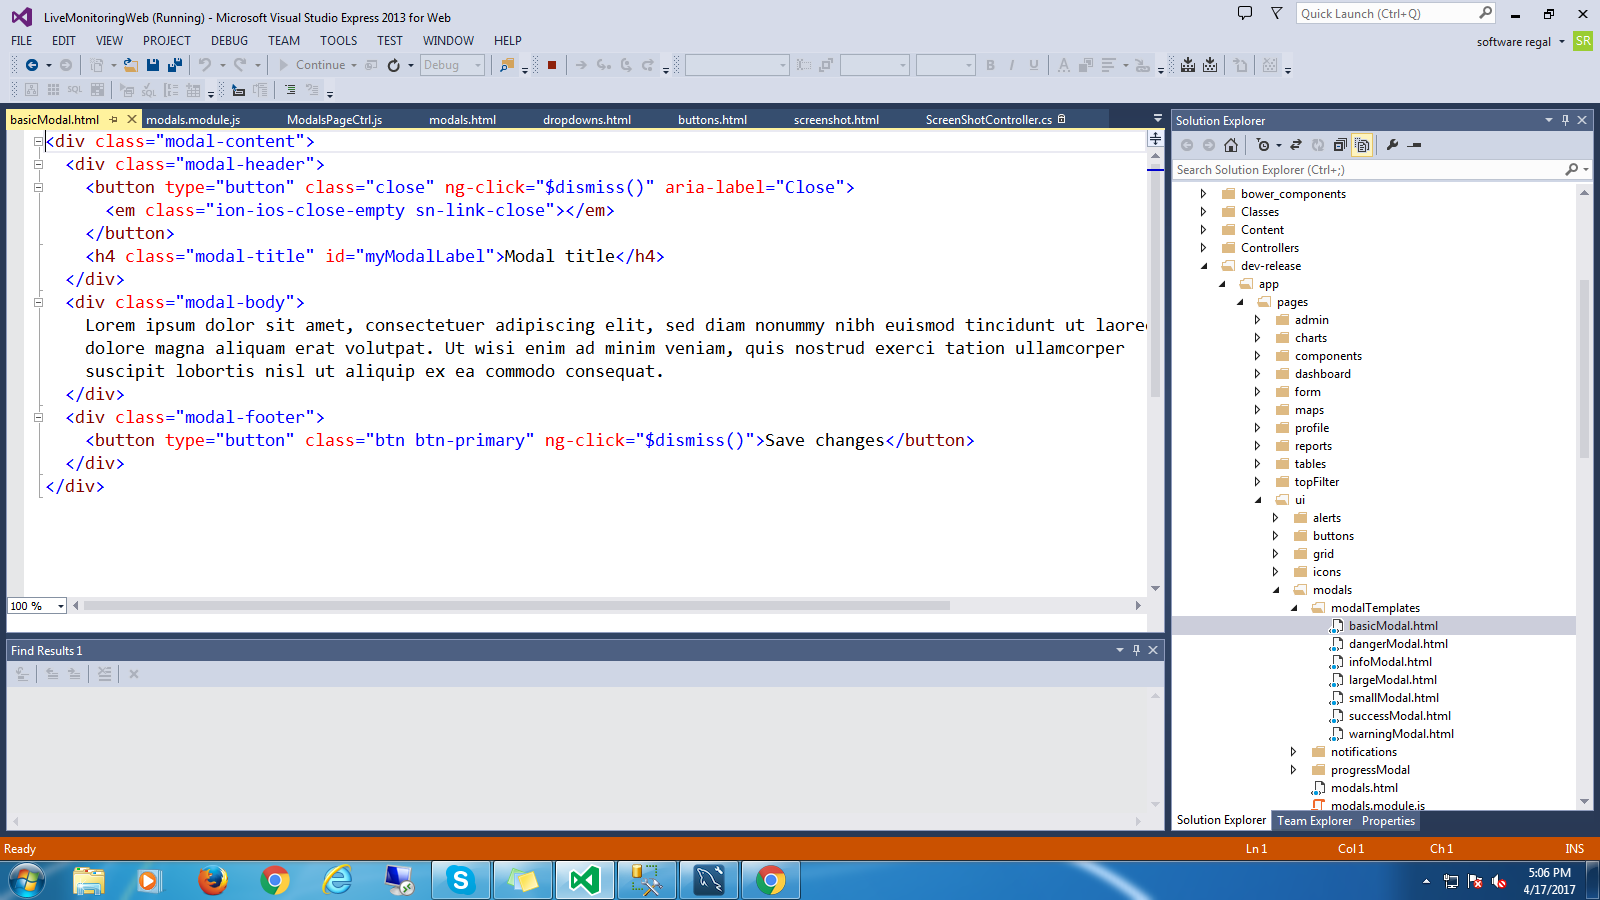 LiveMonitoringWeb (Running) - Microsoft Visual Studio Express 2013 for Web
Quick Launch (Ctrl+Q)
FILE EDIT VIEW PROJECT DEBUG TEAM TOOLS TEST WINDOW HELP
software regal SR
Continue Debug
B I U A
SQL SQL
basicModal.html modals.module.js ModalsPageCtrl.js modals.html dropdowns.html buttons.html screenshot.html ScreenShotController.cs
<div class="modal-content">
<div class="modal-header">
<button type="button" class="close" ng-click="$dismiss()" aria-label="Close">
<em class="ion-ios-close-empty sn-link-close"></em>
</button>
<h4 class="modal-title" id="myModalLabel">Modal title</h4>
</div>
<div class="modal-body">
Lorem ipsum dolor sit amet, consectetuer adipiscing elit, sed diam nonummy nibh euismod tincidunt ut laoree
dolore magna aliquam erat volutpat. Ut wisi enim ad minim veniam, quis nostrud exerci tation ullamcorper
suscipit lobortis nisl ut aliquip ex ea commodo consequat.
</div>
<div class="modal-footer">
<button type="button" class="btn btn-primary" ng-click="$dismiss()">Save changes</button>
</div>
</div>
100 %
Find Results 1
Solution Explorer
Search Solution Explorer (Ctrl+;)
bower_components
Classes
Content
Controllers
dev-release
app
pages
admin
charts
components
dashboard
form
maps
profile
reports
tables
topFilter
ui
alerts
buttons
grid
icons
modals
modalTemplates
basicModal.html
dangerModal.html
infoModal.html
largeModal.html
smallModal.html
successModal.html
warningModal.html
notifications
progressModal
modals.html
modals.module.js
Solution Explorer Team Explorer Properties
Ready Ln 1 Col 1 Ch 1 INS
5:06 PM
4/17/2017